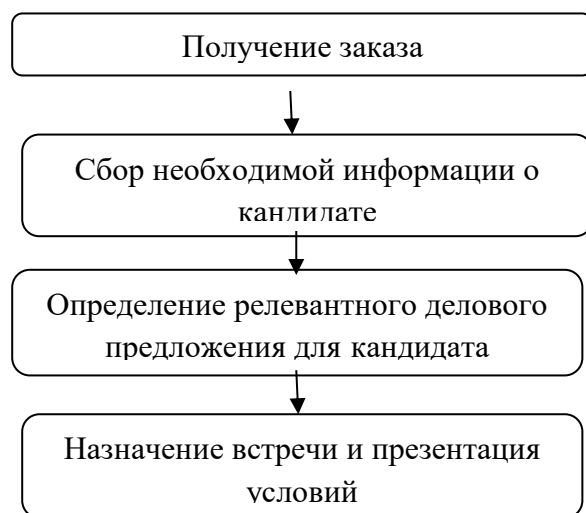 Получение заказа
Сбор необходимой информации о
кандидате
Определение релевантного делового
предложения для кандидата
Назначение встречи и презентация
условий